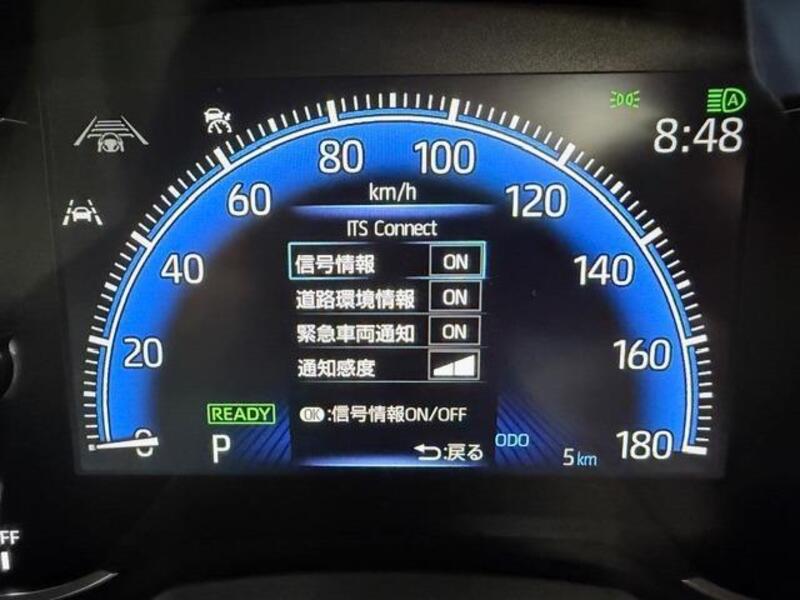 A
8:48
80
100
km/h
60
120
ITS Connect
信号情報 ON
40
140
道路環境情報 ON
緊急車両通知 ON
20
160
通知感度
READY
OK:信号情報ON/OFF
P
0
:戻る
ODO
5km
180